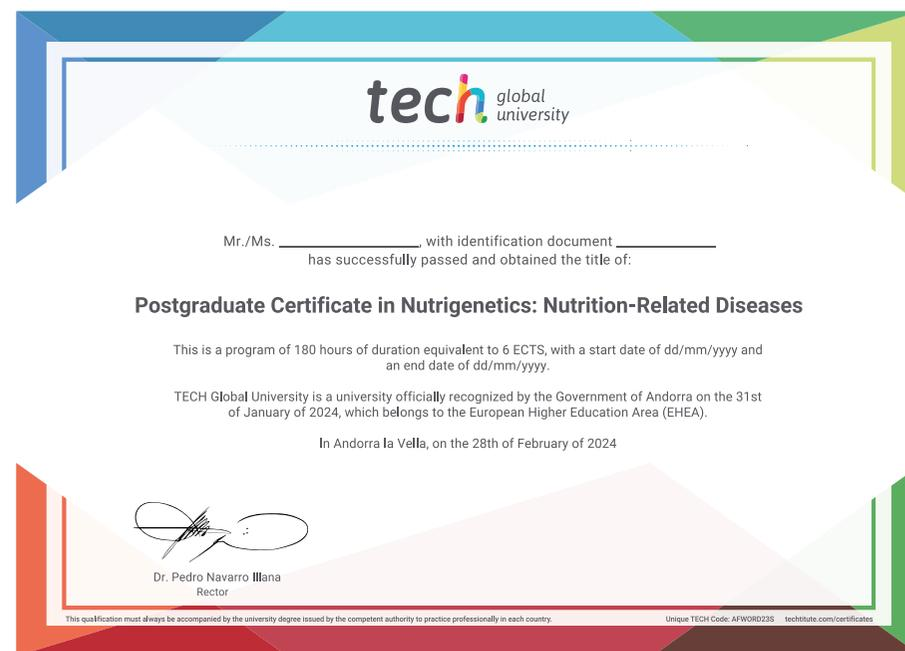 tech global
university
Mr./Ms. ____________, with identification document ____________
has successfully passed and obtained the title of:
Postgraduate Certificate in Nutrigenetics: Nutrition-Related Diseases
This is a program of 180 hours of duration equivalent to 6 ECTS, with a start date of dd/mm/yyyy and
an end date of dd/mm/yyyy.
TECH Global University is a university officially recognized by the Government of Andorra on the 31st
of January of 2024, which belongs to the European Higher Education Area (EHEA).
In Andorra la Vella, on the 28th of February of 2024
Dr. Pedro Navarro Illana
Rector
This qualification must always be accompanied by the university degree issued by the competent authority to practice professionally in each country. Unique TECH Code: AFWORD23S techtitute.com/certificates